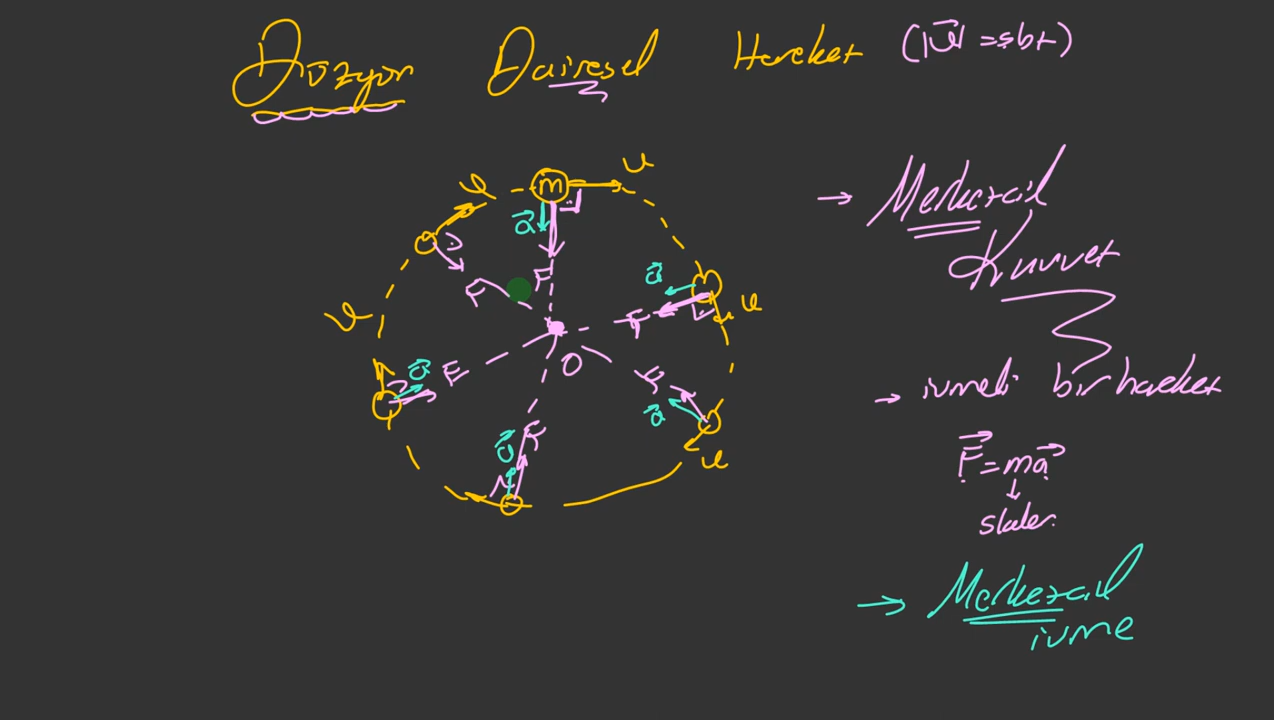 Düzgün Dairesel Hareket (|v⃗| = sbt)
m
v
v
a⃗
F
F
a⃗
v
F
v
a⃗
F
O
F
a⃗
v
a⃗
F
→ Merkezcil
Kuvvet
→ ivmeli bir hareket
F⃗ = ma⃗
↓
skaler
→ Merkezcil
ivme